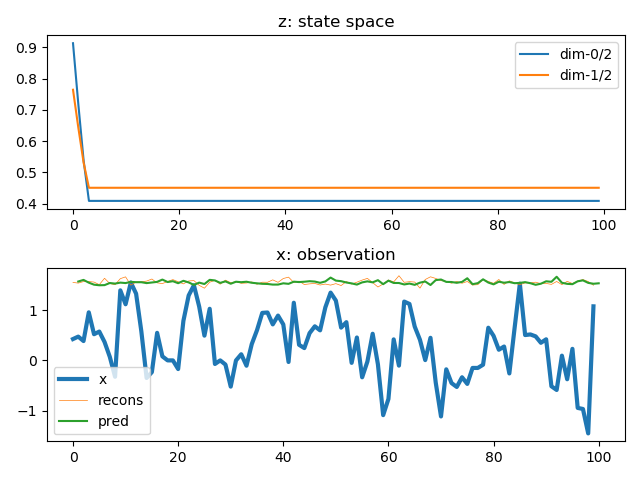 z: state space
0.9
0.8
0.7
0.6
0.5
0.4
dim-0/2
dim-1/2
0 20 40 60 80 100
x: observation
1
0
−1
x
recons
pred
0 20 40 60 80 100